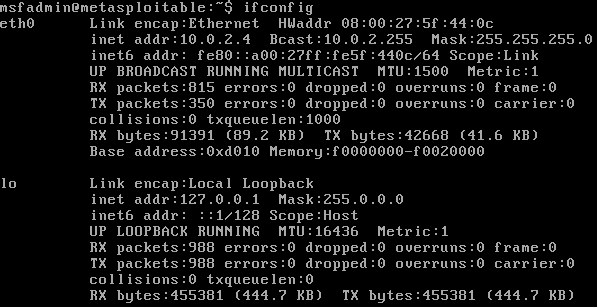 msfadmin@metasploitable:~$ ifconfig
eth0      Link encap:Ethernet  HWaddr 08:00:27:5f:44:0c
          inet addr:10.0.2.4  Bcast:10.0.2.255  Mask:255.255.255.0
          inet6 addr: fe80::a00:27ff:fe5f:440c/64 Scope:Link
          UP BROADCAST RUNNING MULTICAST  MTU:1500  Metric:1
          RX packets:815 errors:0 dropped:0 overruns:0 frame:0
          TX packets:350 errors:0 dropped:0 overruns:0 carrier:0
          collisions:0 txqueuelen:1000
          RX bytes:91391 (89.2 KB)  TX bytes:42668 (41.6 KB)
          Base address:0xd010 Memory:f0000000-f0020000
lo        Link encap:Local Loopback
          inet addr:127.0.0.1  Mask:255.0.0.0
          inet6 addr: ::1/128 Scope:Host
          UP LOOPBACK RUNNING  MTU:16436  Metric:1
          RX packets:988 errors:0 dropped:0 overruns:0 frame:0
          TX packets:988 errors:0 dropped:0 overruns:0 carrier:0
          collisions:0 txqueuelen:0
          RX bytes:455381 (444.7 KB)  TX bytes:455381 (444.7 KB)